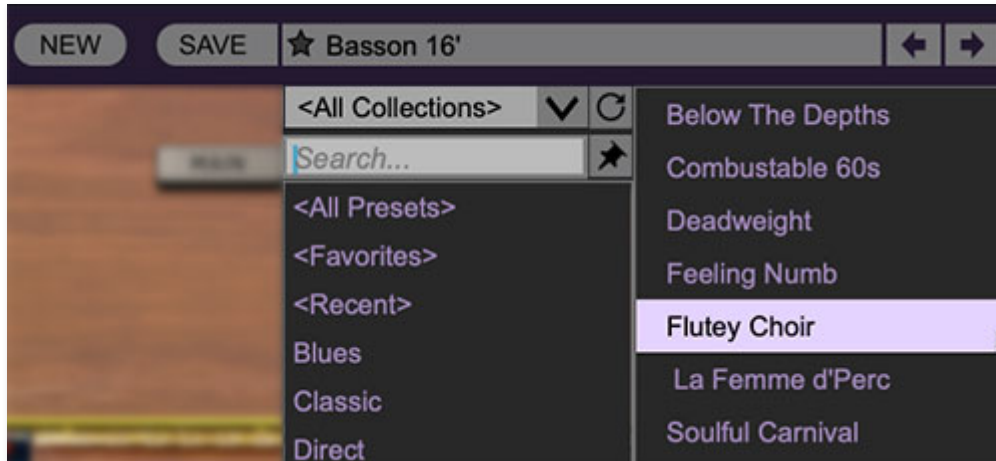 NEW SAVE Basson 16'
<All Collections>
Search...
<All Presets>
<Favorites>
<Recent>
Blues
Classic
Direct
Below The Depths
Combustable 60s
Deadweight
Feeling Numb
Flutey Choir
La Femme d'Perc
Soulful Carnival